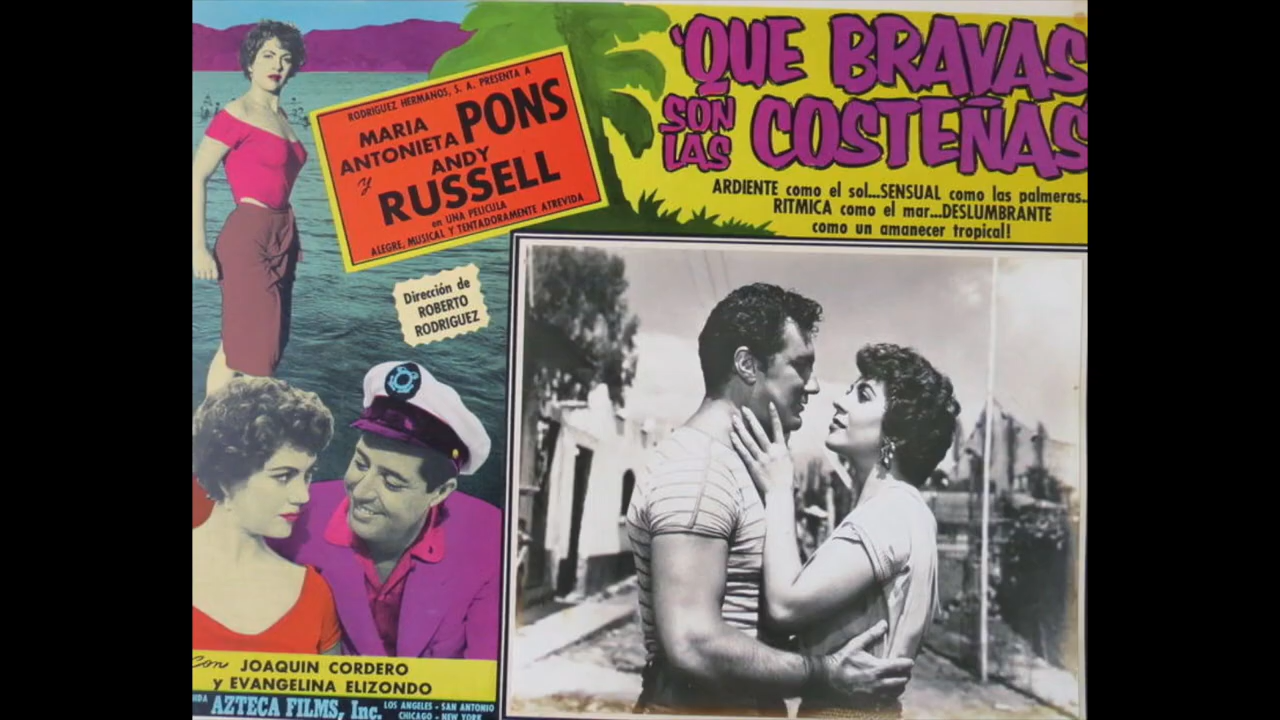 RODRIGUEZ HERMANOS, S. A. PRESENTA A
MARIA
ANTONIETA PONS
y ANDY
RUSSELL
en UNA PELICULA
ALEGRE, MUSICAL Y TENTADORAMENTE ATREVIDA
'QUE BRAVAS
SON LAS COSTEÑAS
ARDIENTE como el sol...SENSUAL como las palmeras..
RITMICA como el mar...DESLUMBRANTE
como un amanecer tropical!
Dirección de
ROBERTO
RODRIGUEZ
Con JOAQUIN CORDERO
y EVANGELINA ELIZONDO
AZTECA FILMS, Inc.
LOS ANGELES - SAN ANTONIO
CHICAGO - NEW YORK